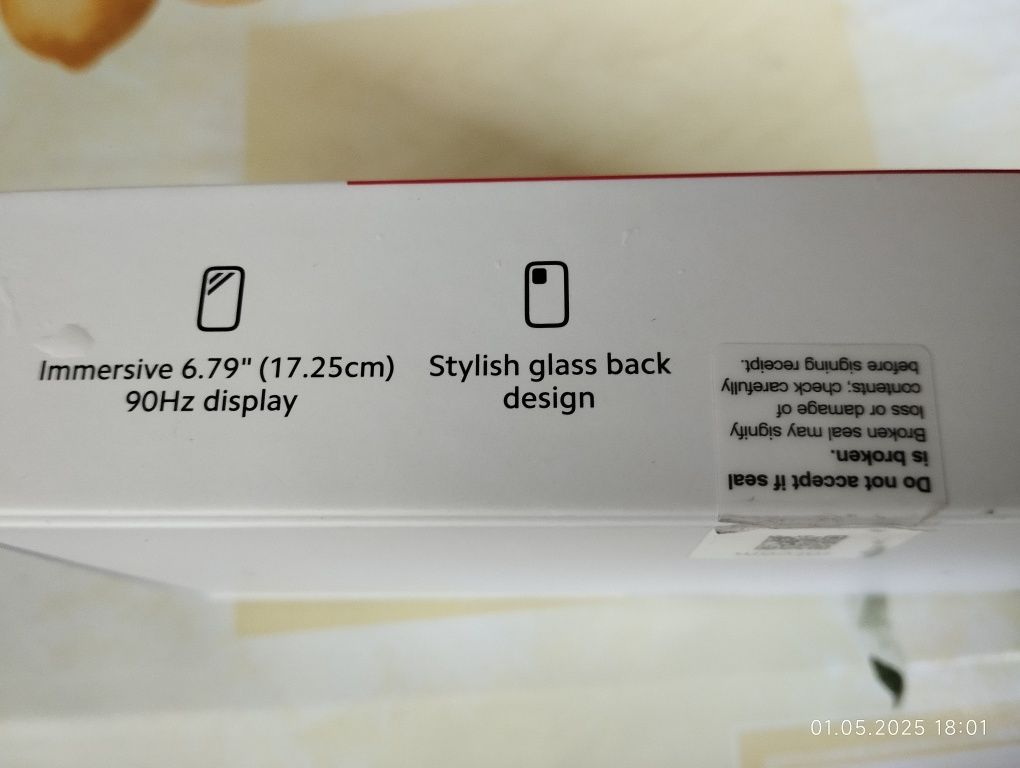 Immersive 6.79" (17.25cm)
90Hz display
Stylish glass back
design
Do not accept if seal
is broken.
Broken seal may signify
loss or damage of
contents; check carefully
before signing receipt.
01.05.2025 18:01